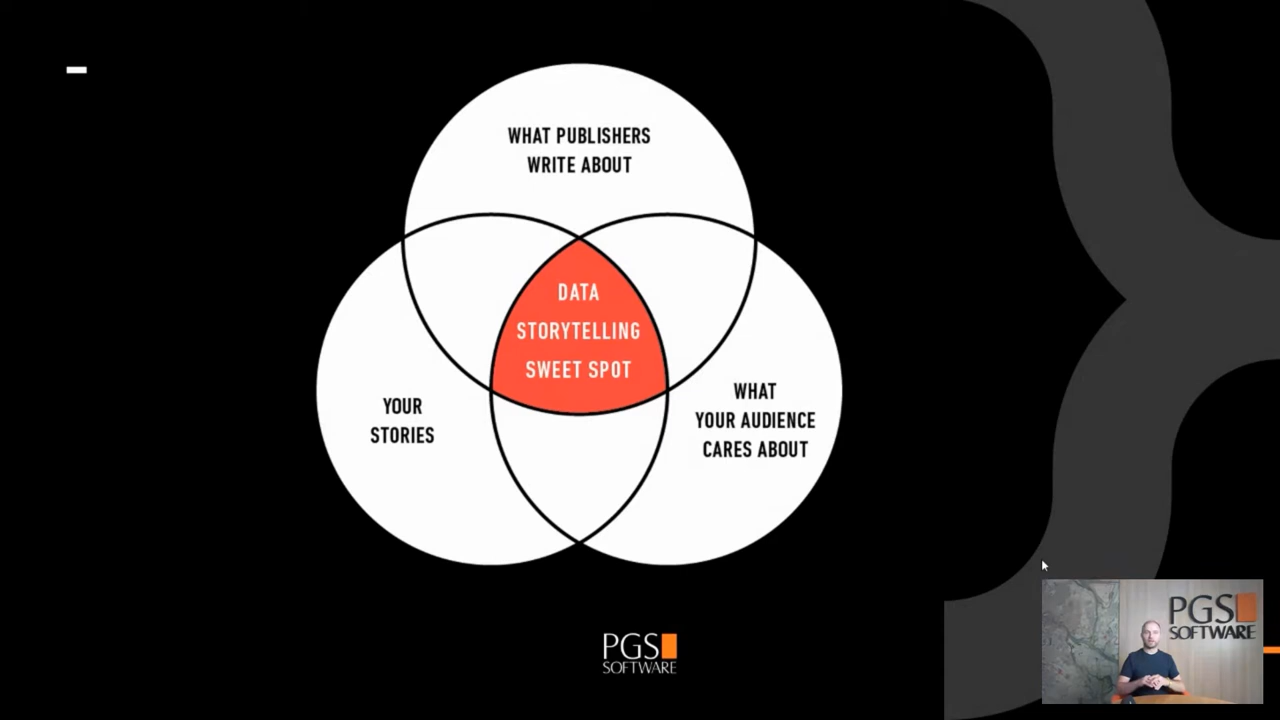 WHAT PUBLISHERS
WRITE ABOUT
DATA
STORYTELLING
SWEET SPOT
YOUR
STORIES
WHAT
YOUR AUDIENCE
CARES ABOUT
PGS
SOFTWARE
PGS
SOFTWARE